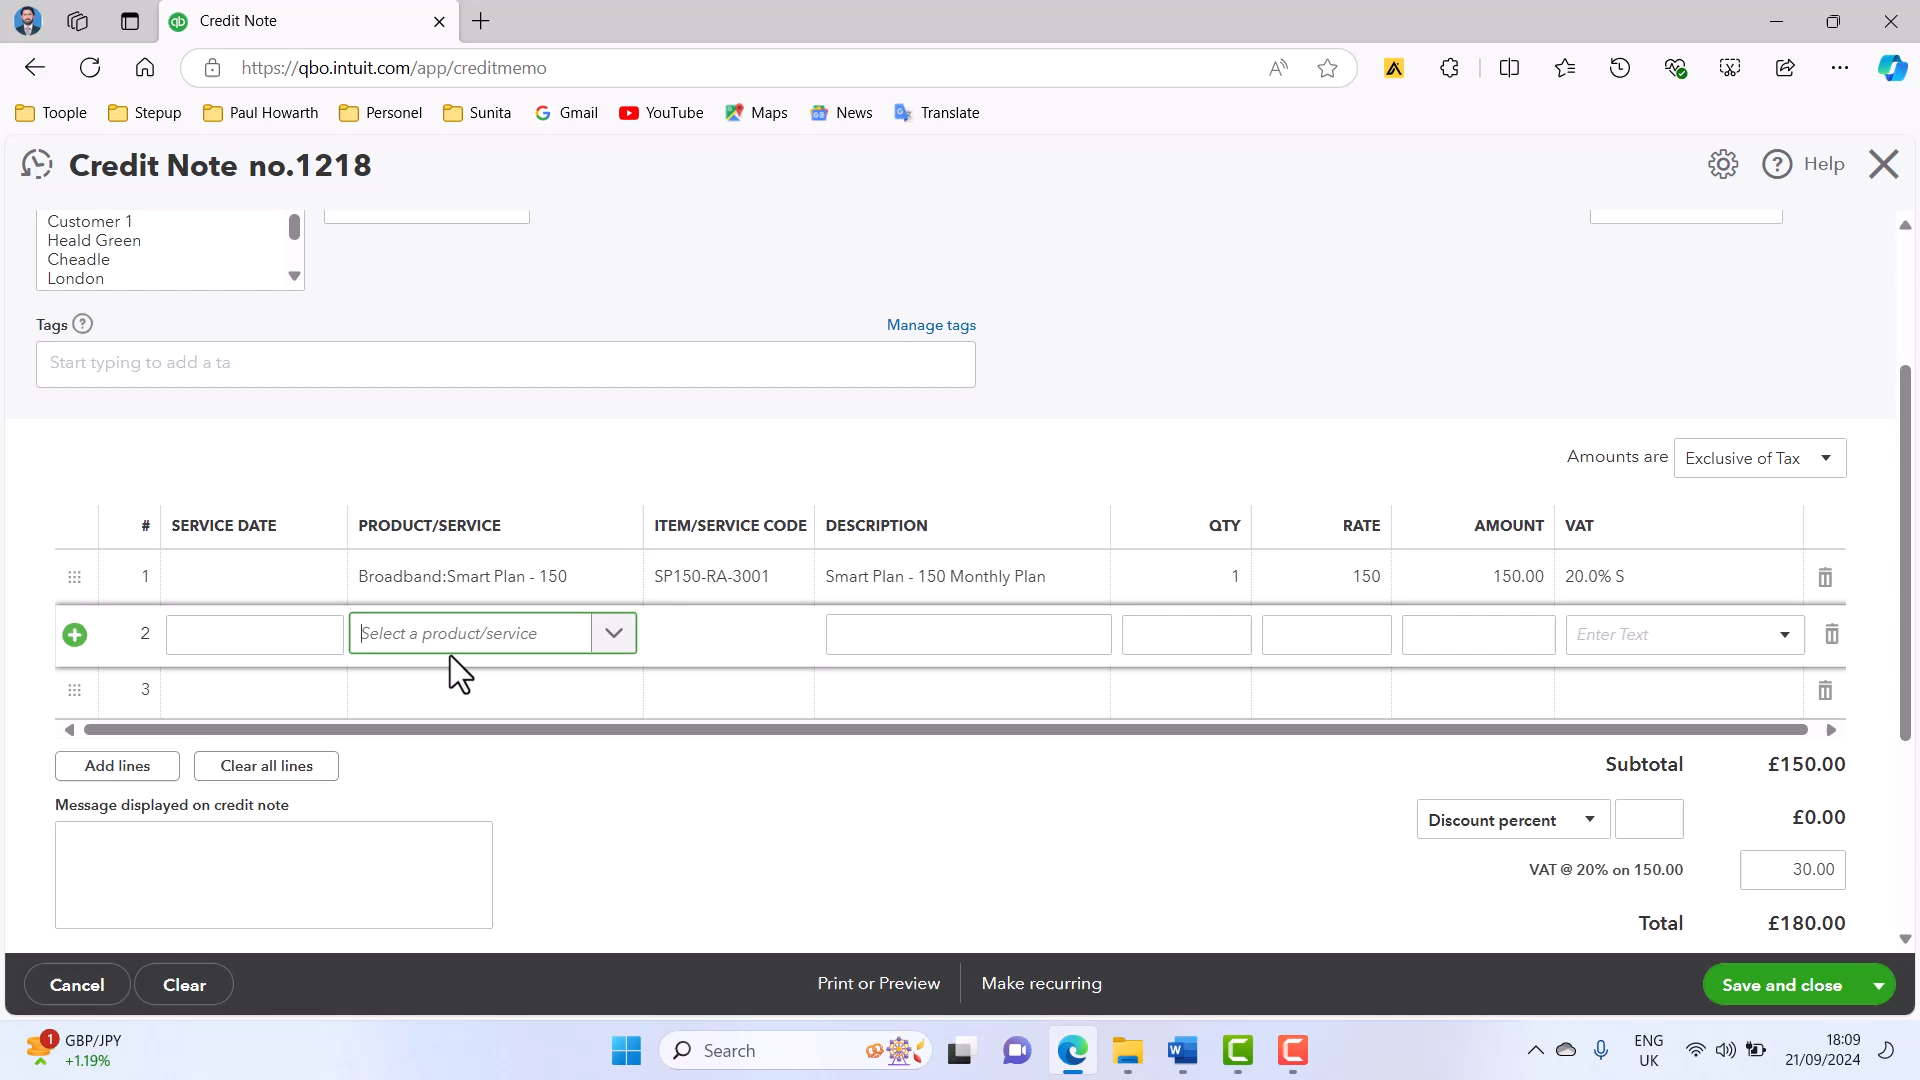 Credit Note
https://qbo.intuit.com/app/creditmemo
Toople Stepup Paul Howarth Personel Sunita Gmail YouTube Maps News Translate
Credit Note no.1218
Help
Customer 1
Heald Green
Cheadle
London
Tags ?
Manage tags
Start typing to add a ta
Amounts are Exclusive of Tax
# SERVICE DATE PRODUCT/SERVICE ITEM/SERVICE CODE DESCRIPTION QTY RATE AMOUNT VAT
1 Broadband:Smart Plan - 150 SP150-RA-3001 Smart Plan - 150 Monthly Plan 1 150 150.00 20.0% S
2 Select a product/service Enter Text
3
Add lines Clear all lines
Subtotal £150.00
Message displayed on credit note
Discount percent £0.00
VAT @ 20% on 150.00 30.00
Total £180.00
Cancel Clear Print or Preview Make recurring Save and close
1 GBP/JPY
+1.19%
Search
ENG
UK
18:09
21/09/2024